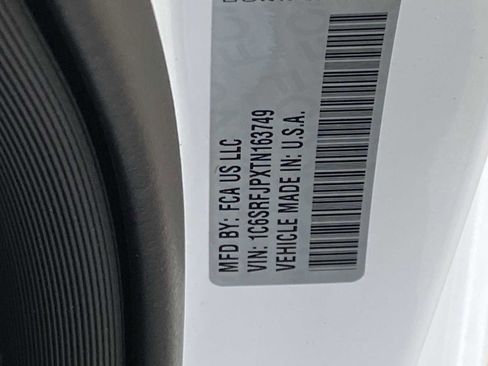 MFD BY: FCA US LLC
VIN: 1C6SRFJPXTN163749
VEHICLE MADE IN: U.S.A.